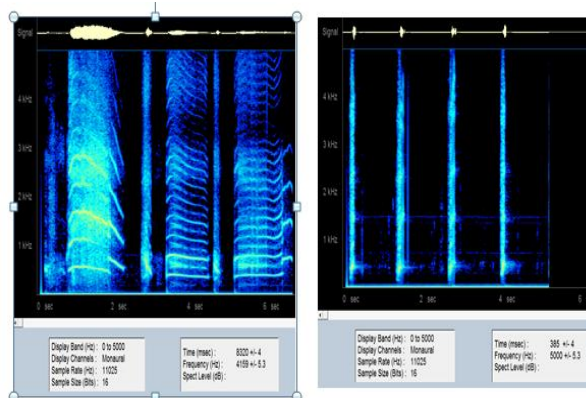 Signal
4 kHz
3 kHz
2 kHz
1 kHz
0 sec 2 sec 4 sec 6 sec
Display Band (Hz) : 0 to 5000
Display Channels : Monaural
Sample Rate (Hz) : 11025
Sample Size (Bits) : 16
Time (msec) : 8320 +/- 4
Frequency (Hz) : 4159 +/- 5.3
Spect Level (dB) :
Signal
4 kHz
3 kHz
2 kHz
1 kHz
0 sec 2 sec 4 sec 6 sec
Display Band (Hz) : 0 to 5000
Display Channels : Monaural
Sample Rate (Hz) : 11025
Sample Size (Bits) : 16
Time (msec) : 385 +/- 4
Frequency (Hz) : 5000 +/- 5.3
Spect Level (dB) :